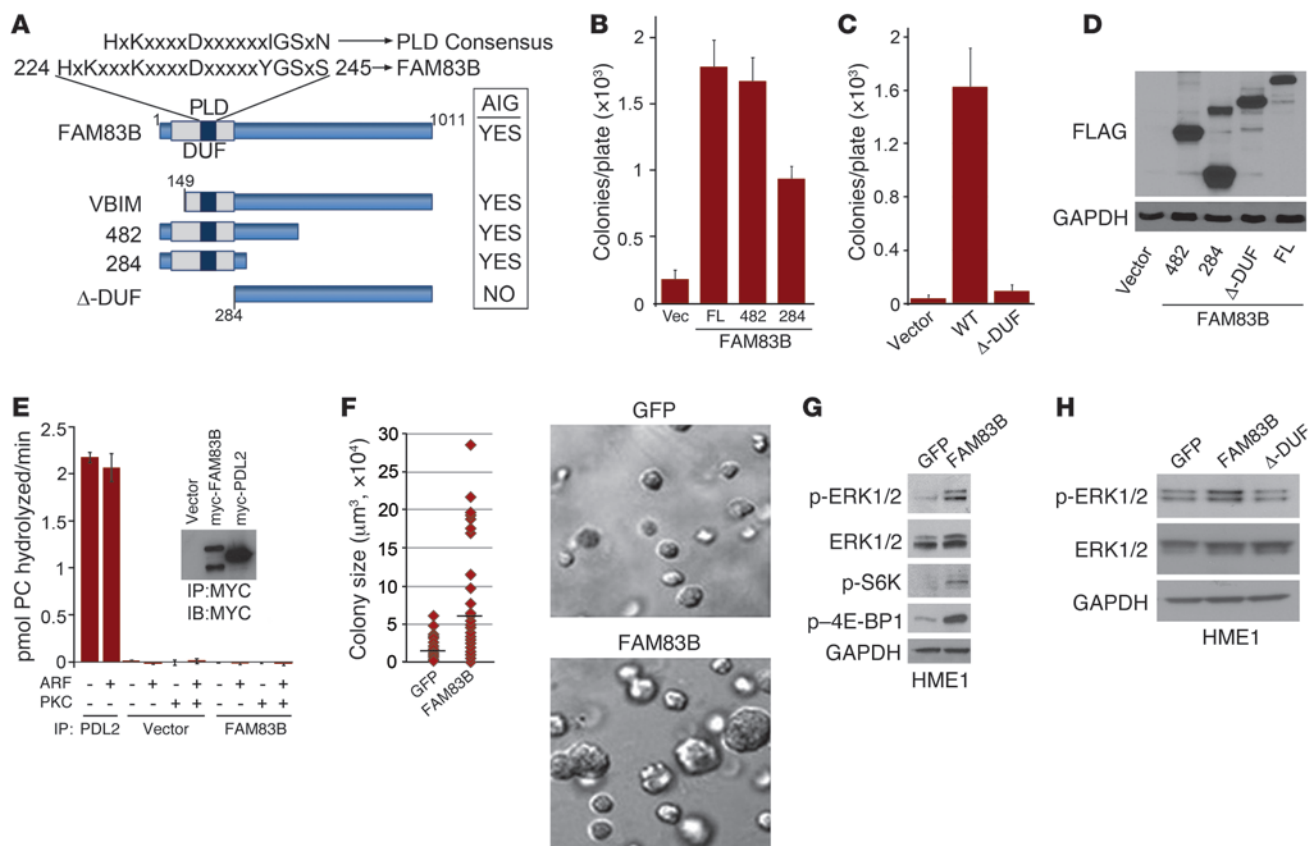 A
HxKxxxxDxxxxxxIGSxN → PLD Consensus
224 HxKxxxKxxxxDxxxxxYGSxS 245 → FAM83B
PLD
AIG
1
1011
FAM83B
YES
DUF
149
VBIM
YES
482
YES
284
YES
Δ-DUF
NO
284
B
Colonies/plate (×10³)
2
1.5
1
0.5
0
Vec
FL
482
284
FAM83B
C
Colonies/plate (×10³)
2
1.6
1.2
0.8
0.4
0
Vector
WT
Δ-DUF
D
FLAG
GAPDH
Vector
482
284
Δ-DUF
FL
FAM83B
E
pmol PC hydrolyzed/min
2.5
2
1.5
1
0.5
0
Vector
myc-FAM83B
myc-PDL2
IP:MYC
IB:MYC
ARF - + - + - + - + - +
PKC - - - - + + - - + +
IP: PDL2 Vector FAM83B
F
Colony size (µm³, ×10⁴)
30
25
20
15
10
5
0
GFP
FAM83B
GFP
FAM83B
G
GFP
FAM83B
p-ERK1/2
ERK1/2
p-S6K
p–4E-BP1
GAPDH
HME1
H
GFP
FAM83B
Δ-DUF
p-ERK1/2
ERK1/2
GAPDH
HME1